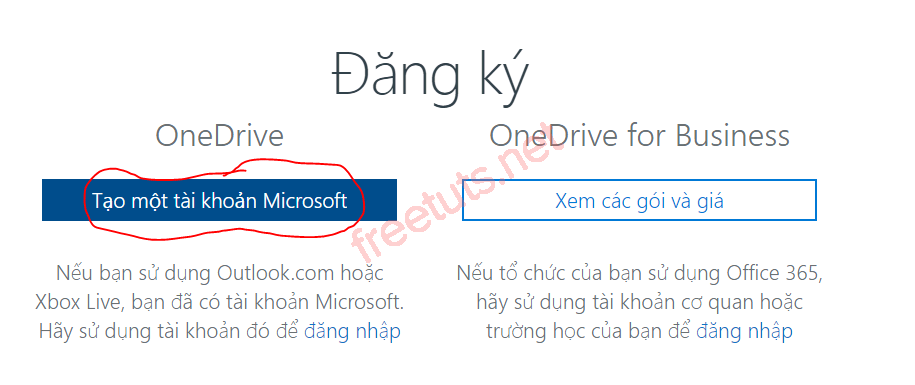 Đăng ký
OneDrive
Tạo một tài khoản Microsoft
Nếu bạn sử dụng Outlook.com hoặc
Xbox Live, bạn đã có tài khoản Microsoft.
Hãy sử dụng tài khoản đó để đăng nhập
OneDrive for Business
Xem các gói và giá
Nếu tổ chức của bạn sử dụng Office 365,
hãy sử dụng tài khoản cơ quan hoặc
trường học của bạn để đăng nhập
freetuts.net